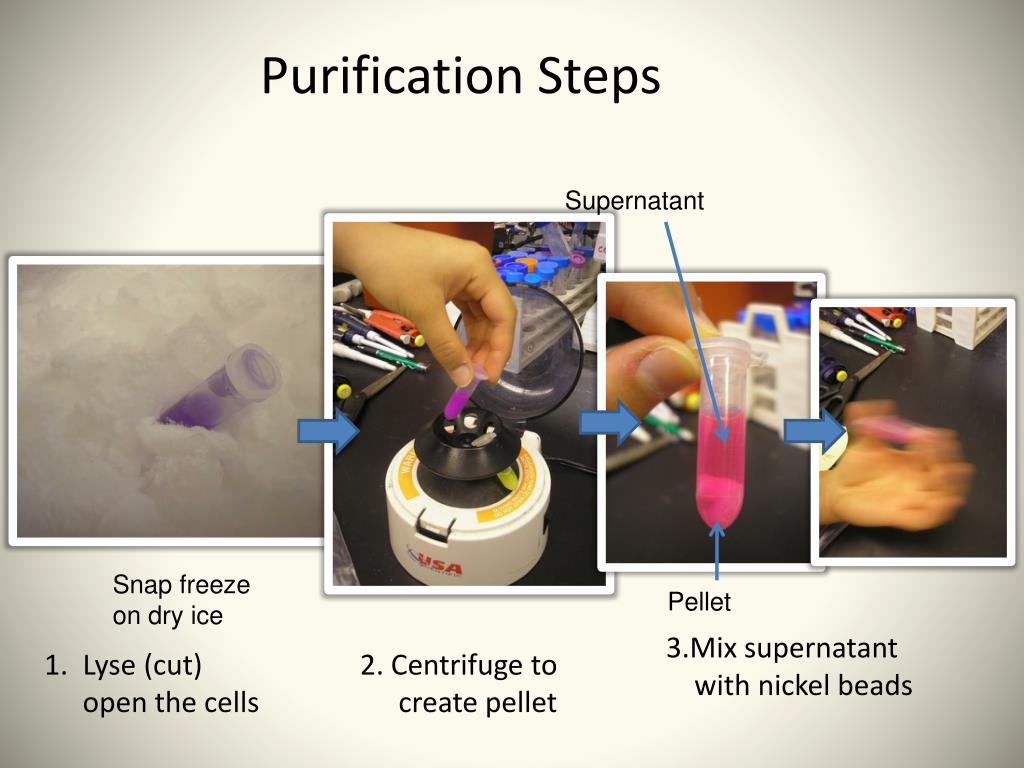 Purification Steps
Supernatant
USA
Pellet
Snap freeze
on dry ice
1. Lyse (cut)
open the cells
2. Centrifuge to
create pellet
3.Mix supernatant
with nickel beads